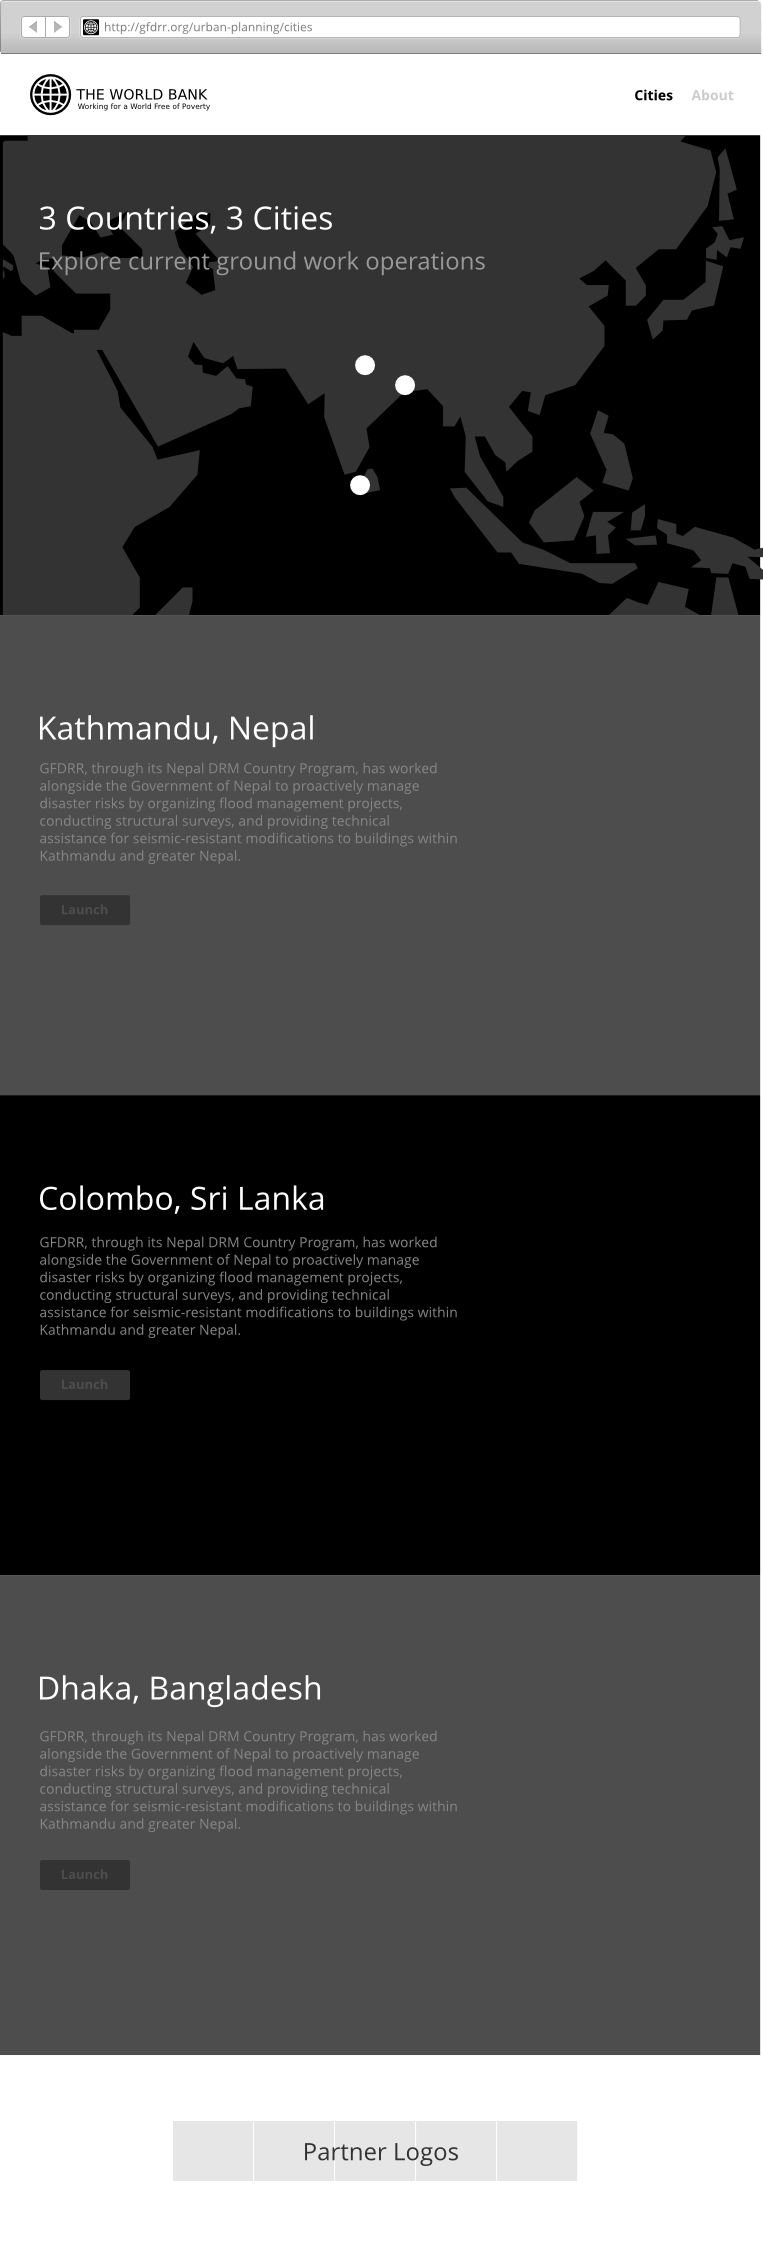 http://gfdrr.org/urban-planning/cities
THE WORLD BANK
Working for a World Free of Poverty
Cities About
3 Countries, 3 Cities
Explore current ground work operations
Kathmandu, Nepal
GFDRR, through its Nepal DRM Country Program, has worked
alongside the Government of Nepal to proactively manage
disaster risks by organizing flood management projects,
conducting structural surveys, and providing technical
assistance for seismic-resistant modifications to buildings within
Kathmandu and greater Nepal.
Launch
Colombo, Sri Lanka
GFDRR, through its Nepal DRM Country Program, has worked
alongside the Government of Nepal to proactively manage
disaster risks by organizing flood management projects,
conducting structural surveys, and providing technical
assistance for seismic-resistant modifications to buildings within
Kathmandu and greater Nepal.
Launch
Dhaka, Bangladesh
GFDRR, through its Nepal DRM Country Program, has worked
alongside the Government of Nepal to proactively manage
disaster risks by organizing flood management projects,
conducting structural surveys, and providing technical
assistance for seismic-resistant modifications to buildings within
Kathmandu and greater Nepal.
Launch
Partner Logos